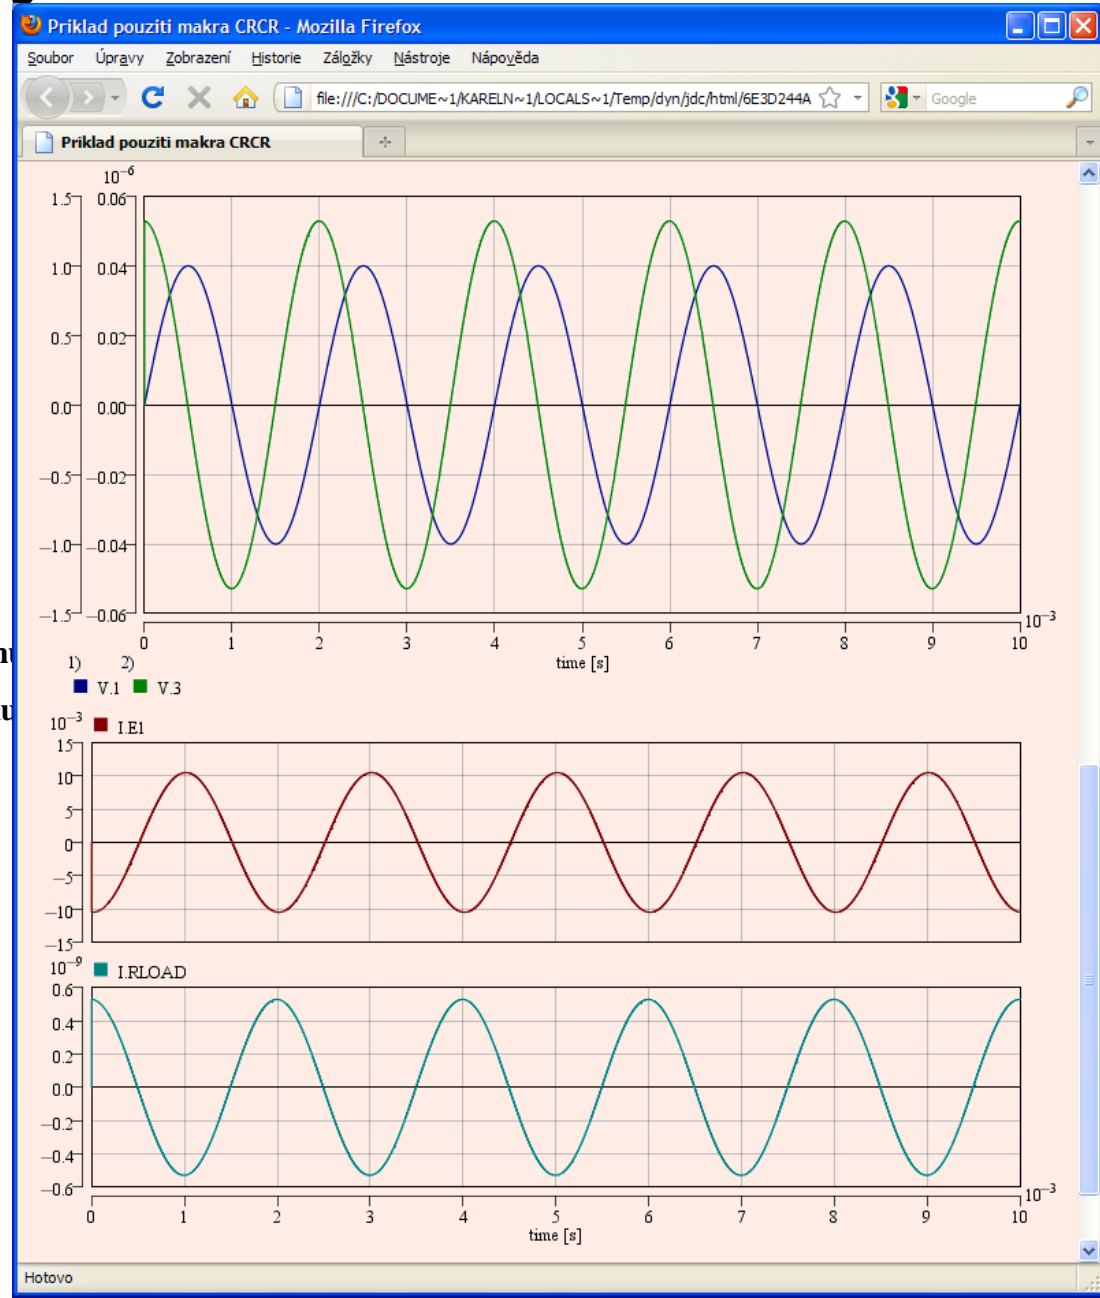 Priklad pouziti makra CRCR - Mozilla Firefox
Soubor Úpravy Zobrazení Historie Záložky Nástroje Nápověda
file:///C:/DOCUME~1/KARELN~1/LOCALS~1/Temp/dyn/jdc/html/6E3D244A Google
Priklad pouziti makra CRCR
10⁻⁶
1.5 0.06
1.0 0.04
0.5 0.02
0.0 0.00
−0.5 −0.02
−1.0 −0.04
−1.5 −0.06
10⁻³
0 1 2 3 4 5 6 7 8 9 10
time [s]
1) 2)
V.1 V.3
10⁻³ I.E1
15
10
5
0
−5
−10
−15
10⁻⁹ I.RLOAD
0.6
0.4
0.2
0.0
−0.2
−0.4
−0.6
10⁻³
0 1 2 3 4 5 6 7 8 9 10
time [s]
Hotovo